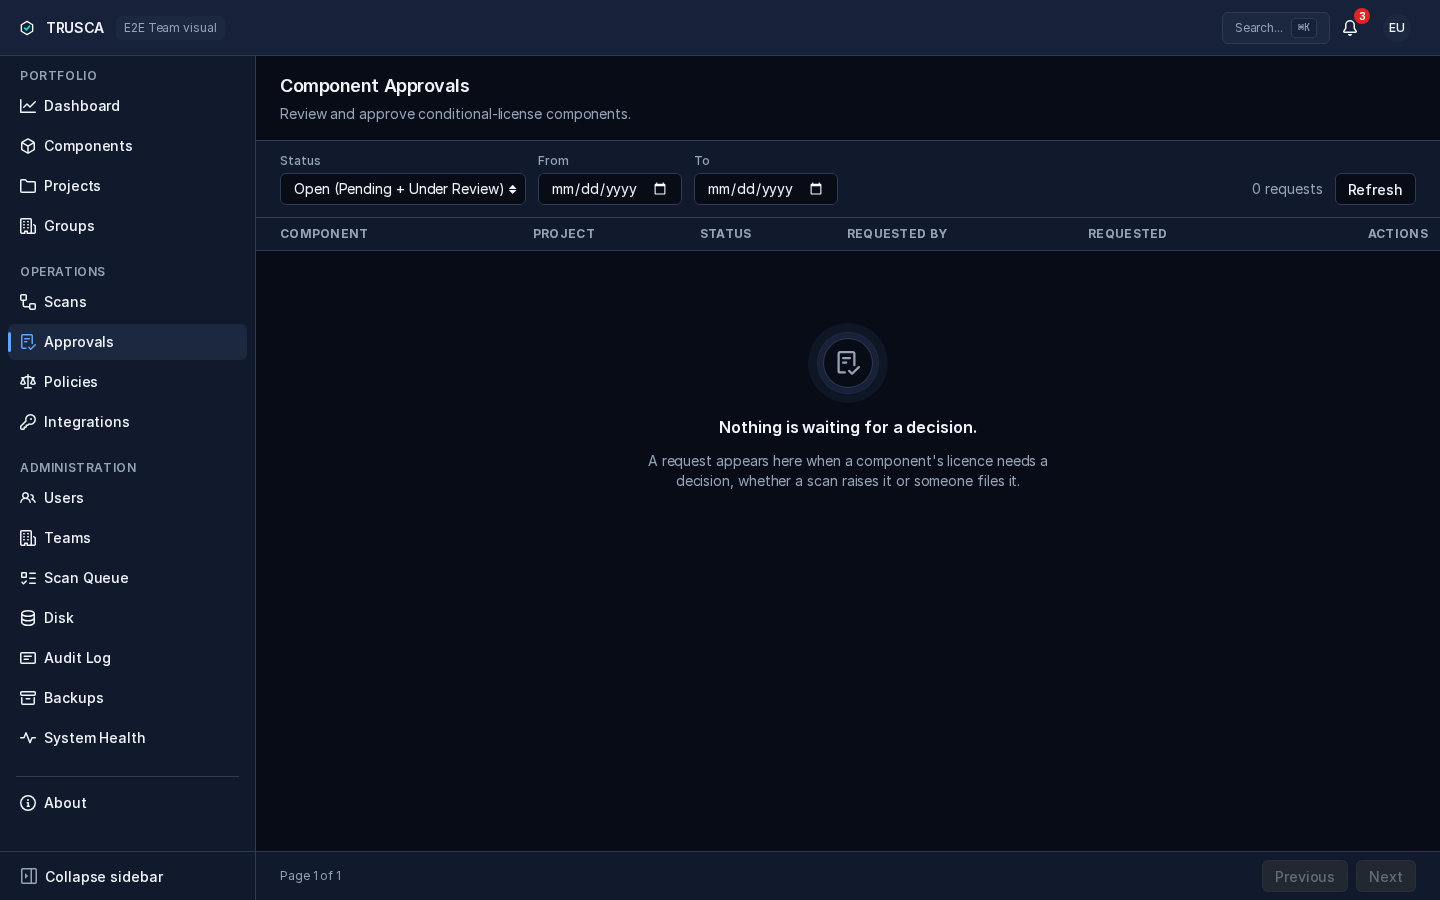 TRUSCA
E2E Team visual
Search... ⌘K
3
EU
PORTFOLIO
Dashboard
Components
Projects
Groups
OPERATIONS
Scans
Approvals
Policies
Integrations
ADMINISTRATION
Users
Teams
Scan Queue
Disk
Audit Log
Backups
System Health
About
Collapse sidebar
Component Approvals
Review and approve conditional-license components.
Status
From
To
Open (Pending + Under Review)
mm/dd/yyyy
mm/dd/yyyy
0 requests
Refresh
COMPONENT PROJECT STATUS REQUESTED BY REQUESTED ACTIONS
Nothing is waiting for a decision.
A request appears here when a component's licence needs a
decision, whether a scan raises it or someone files it.
Page 1 of 1
Previous
Next